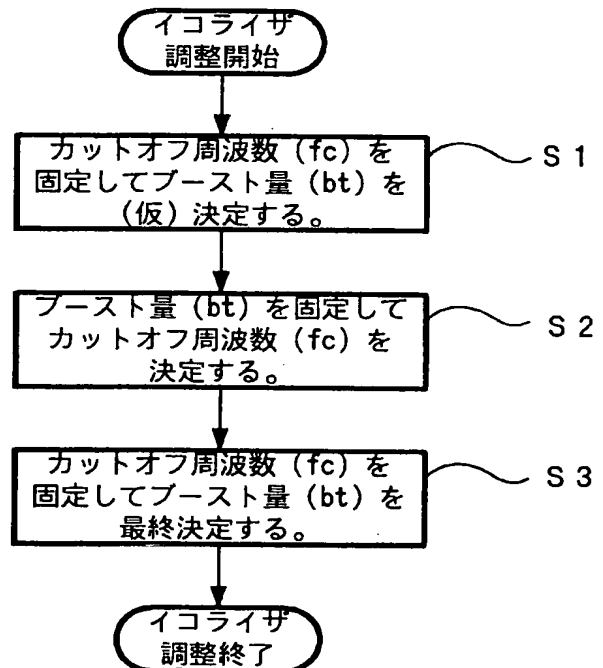 イコライザ
調整開始
カットオフ周波数（fc）を
固定してブースト量（bt）を
（仮）決定する。
S1
ブースト量（bt）を固定して
カットオフ周波数（fc）を
決定する。
S2
カットオフ周波数（fc）を
固定してブースト量（bt）を
最終決定する。
S3
イコライザ
調整終了